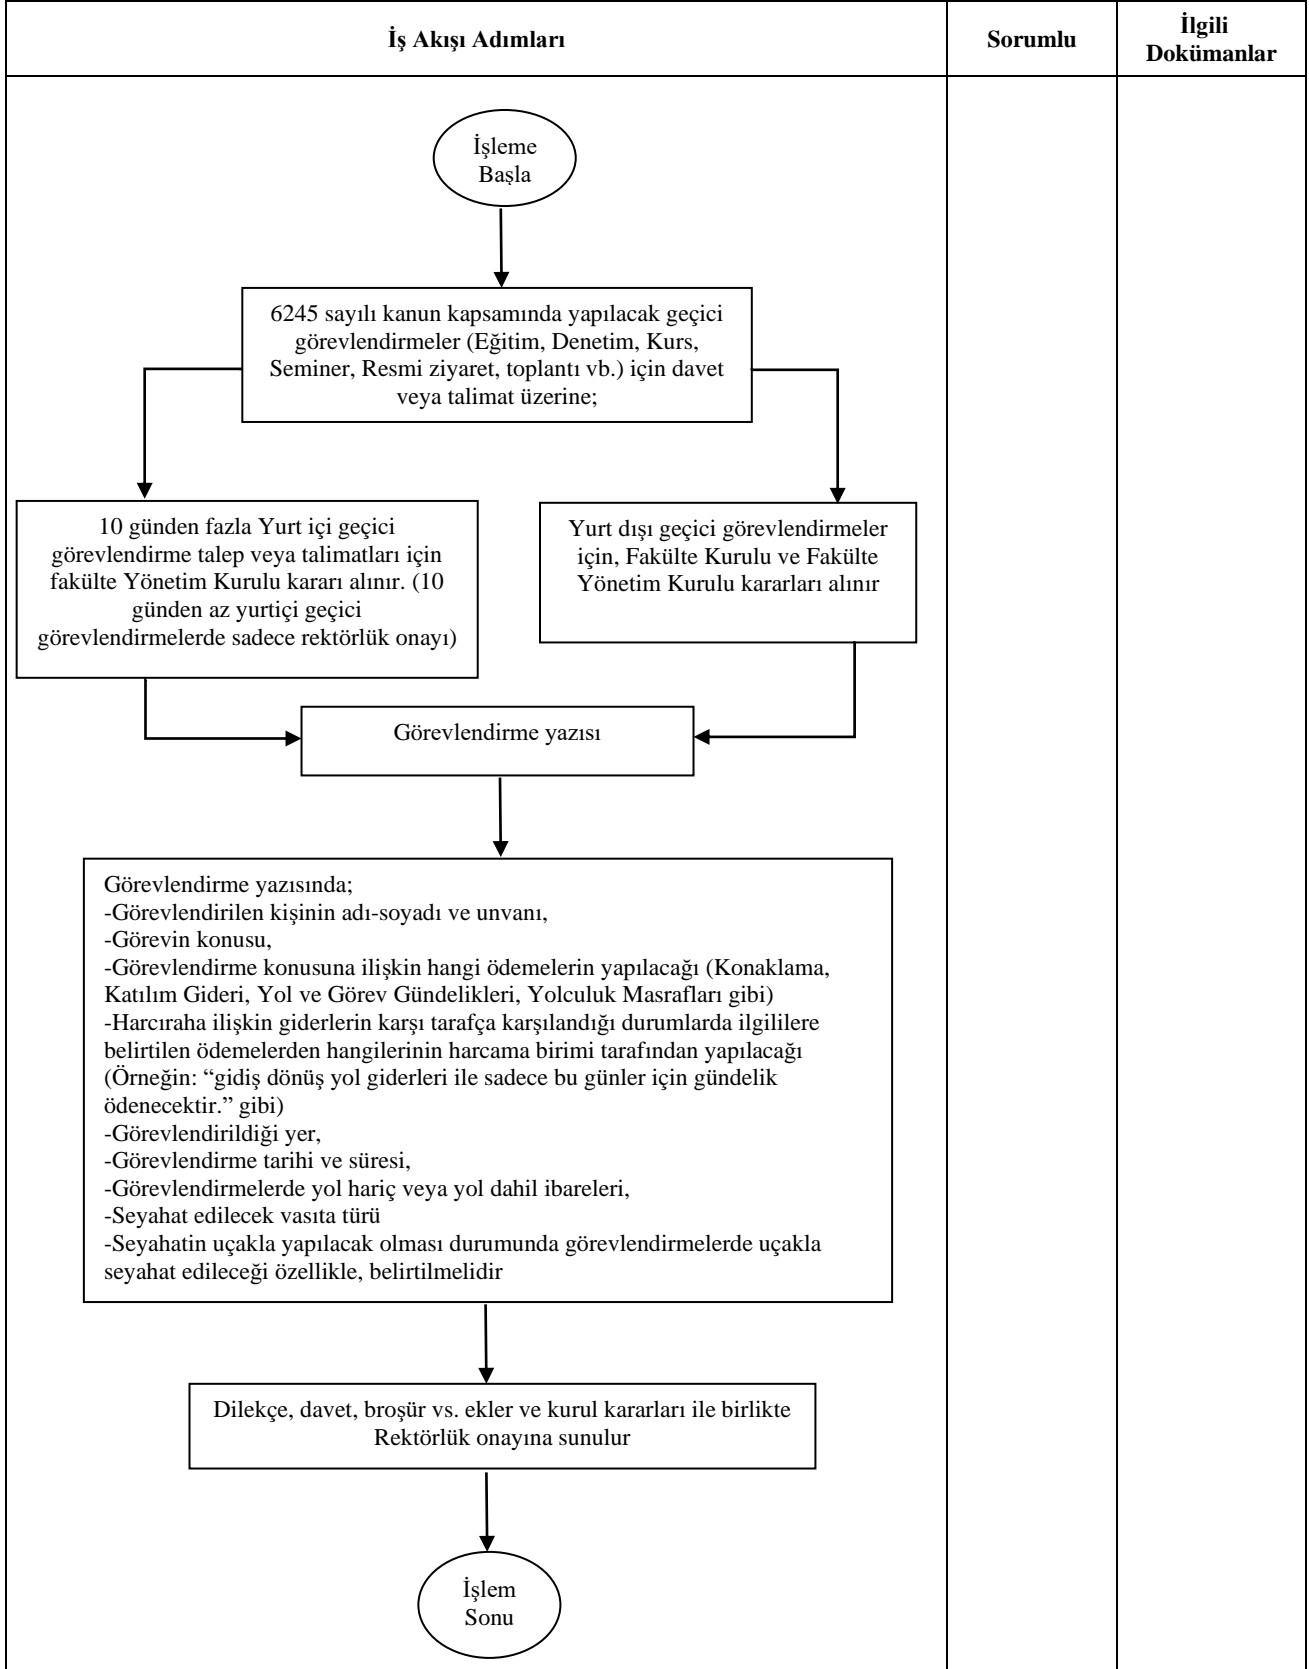 İş Akışı Adımları
Sorumlu
İlgili
Dokümanlar
İşleme
Başla
6245 sayılı kanun kapsamında yapılacak geçici
görevlendirmeler (Eğitim, Denetim, Kurs,
Seminer, Resmi ziyaret, toplantı vb.) için davet
veya talimat üzerine;
10 günden fazla Yurt içi geçici
görevlendirme talep veya talimatları için
fakülte Yönetim Kurulu kararı alınır. (10
günden az yurtiçi geçici
görevlendirmelerde sadece rektörlük onayı)
Yurt dışı geçici görevlendirmeler
için, Fakülte Kurulu ve Fakülte
Yönetim Kurulu kararları alınır
Görevlendirme yazısı
Görevlendirme yazısında;
-Görevlendirilen kişinin adı-soyadı ve unvanı,
-Görevin konusu,
-Görevlendirme konusuna ilişkin hangi ödemelerin yapılacağı (Konaklama,
Katılım Gideri, Yol ve Görev Gündelikleri, Yolculuk Masrafları gibi)
-Harcıraha ilişkin giderlerin karşı tarafça karşılandığı durumlarda ilgililere
belirtilen ödemelerden hangilerinin harcama birimi tarafından yapılacağı
(Örneğin: “gidiş dönüş yol giderleri ile sadece bu günler için gündelik
ödenecektir.” gibi)
-Görevlendirildiği yer,
-Görevlendirme tarihi ve süresi,
-Görevlendirmelerde yol hariç veya yol dahil ibareleri,
-Seyahat edilecek vasıta türü
-Seyahatin uçakla yapılacak olması durumunda görevlendirmelerde uçakla
seyahat edileceği özellikle, belirtilmelidir
Dilekçe, davet, broşür vs. ekler ve kurul kararları ile birlikte
Rektörlük onayına sunulur
İşlem
Sonu